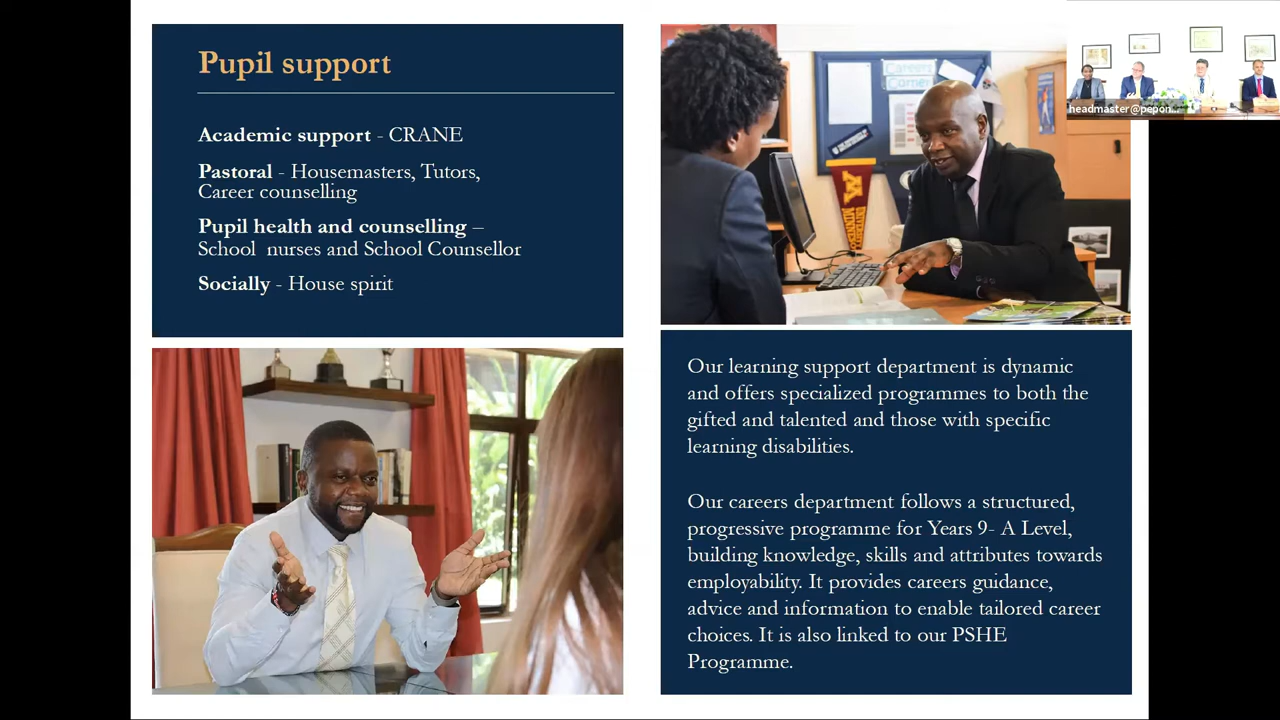 Pupil support
Academic support - CRANE
Pastoral - Housemasters, Tutors,
Career counselling
Pupil health and counselling –
School  nurses and School Counsellor
Socially - House spirit
Careers
Corner
headmaster@pepon...
Our learning support department is dynamic
and offers specialized programmes to both the
gifted and talented and those with specific
learning disabilities.
Our careers department follows a structured,
progressive programme for Years 9- A Level,
building knowledge, skills and attributes towards
employability. It provides careers guidance,
advice and information to enable tailored career
choices. It is also linked to our PSHE
Programme.